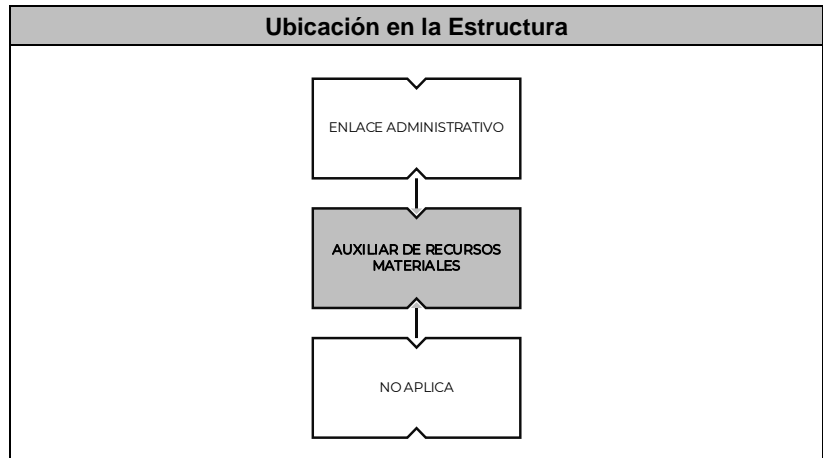 Ubicación en la Estructura
ENLACE ADMINISTRATIVO
AUXILIAR DE RECURSOS
MATERIALES
NO APLICA